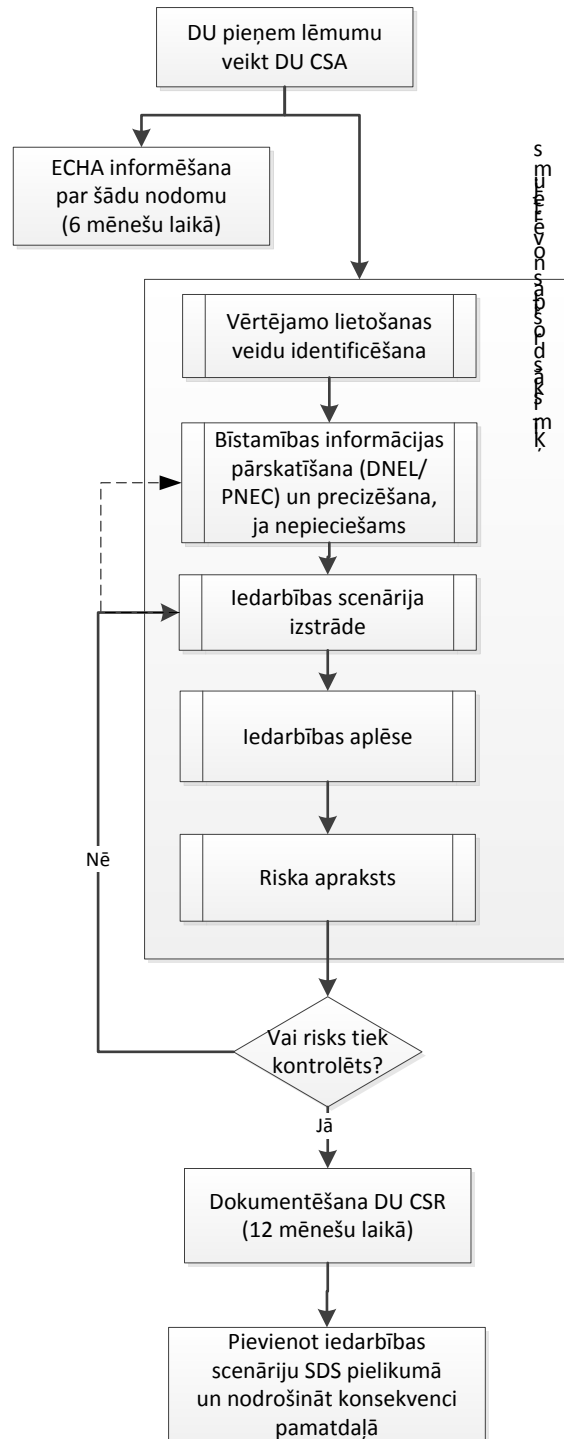 DU pieņem lēmumu
veikt DU CSA
ECHA informēšana
par šādu nodomu
(6 mēnešu laikā)
Vērtējamo lietošanas
veidu identificēšana
Bīstamības informācijas
pārskatīšana (DNEL/
PNEC) un precizēšana,
ja nepieciešams
Iedarbības scenārija
izstrāde
Iedarbības aplēse
Riska apraksts
Nē
Vai risks tiek
kontrolēts?
Jā
Dokumentēšana DU CSR
(12 mēnešu laikā)
Pievienot iedarbības
scenāriju SDS pielikumā
un nodrošināt konsekvenci
pamatdaļā